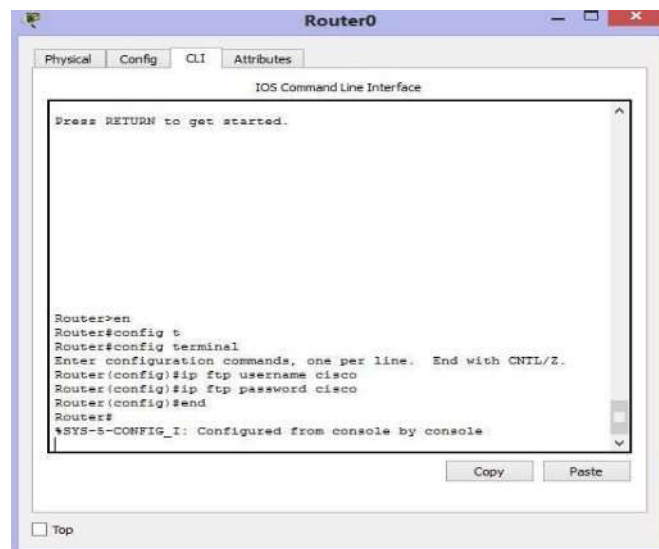 Router0
Physical Config CLI Attributes
IOS Command Line Interface
Press RETURN to get started.
Router>en
Router#config t
Router#config terminal
Enter configuration commands, one per line. End with CNTL/Z.
Router(config)#ip ftp username cisco
Router(config)#ip ftp password cisco
Router(config)#end
Router#
%SYS-5-CONFIG_I: Configured from console by console
Copy Paste
Top